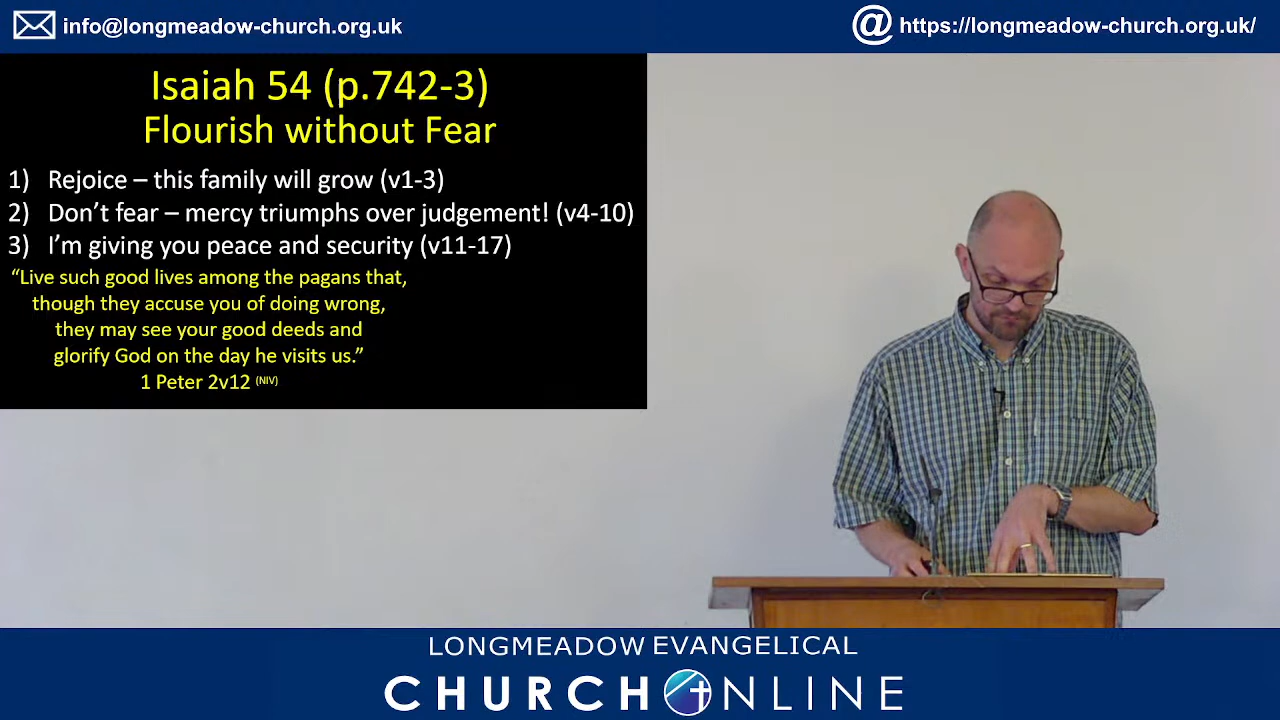 info@longmeadow-church.org.uk
https://longmeadow-church.org.uk/
Isaiah 54 (p.742-3)
Flourish without Fear
1) Rejoice – this family will grow (v1-3)
2) Don’t fear – mercy triumphs over judgement! (v4-10)
3) I’m giving you peace and security (v11-17)
“Live such good lives among the pagans that,
though they accuse you of doing wrong,
they may see your good deeds and
glorify God on the day he visits us.”
1 Peter 2v12 (NIV)
LONGMEADOW EVANGELICAL
CHURCH ONLINE